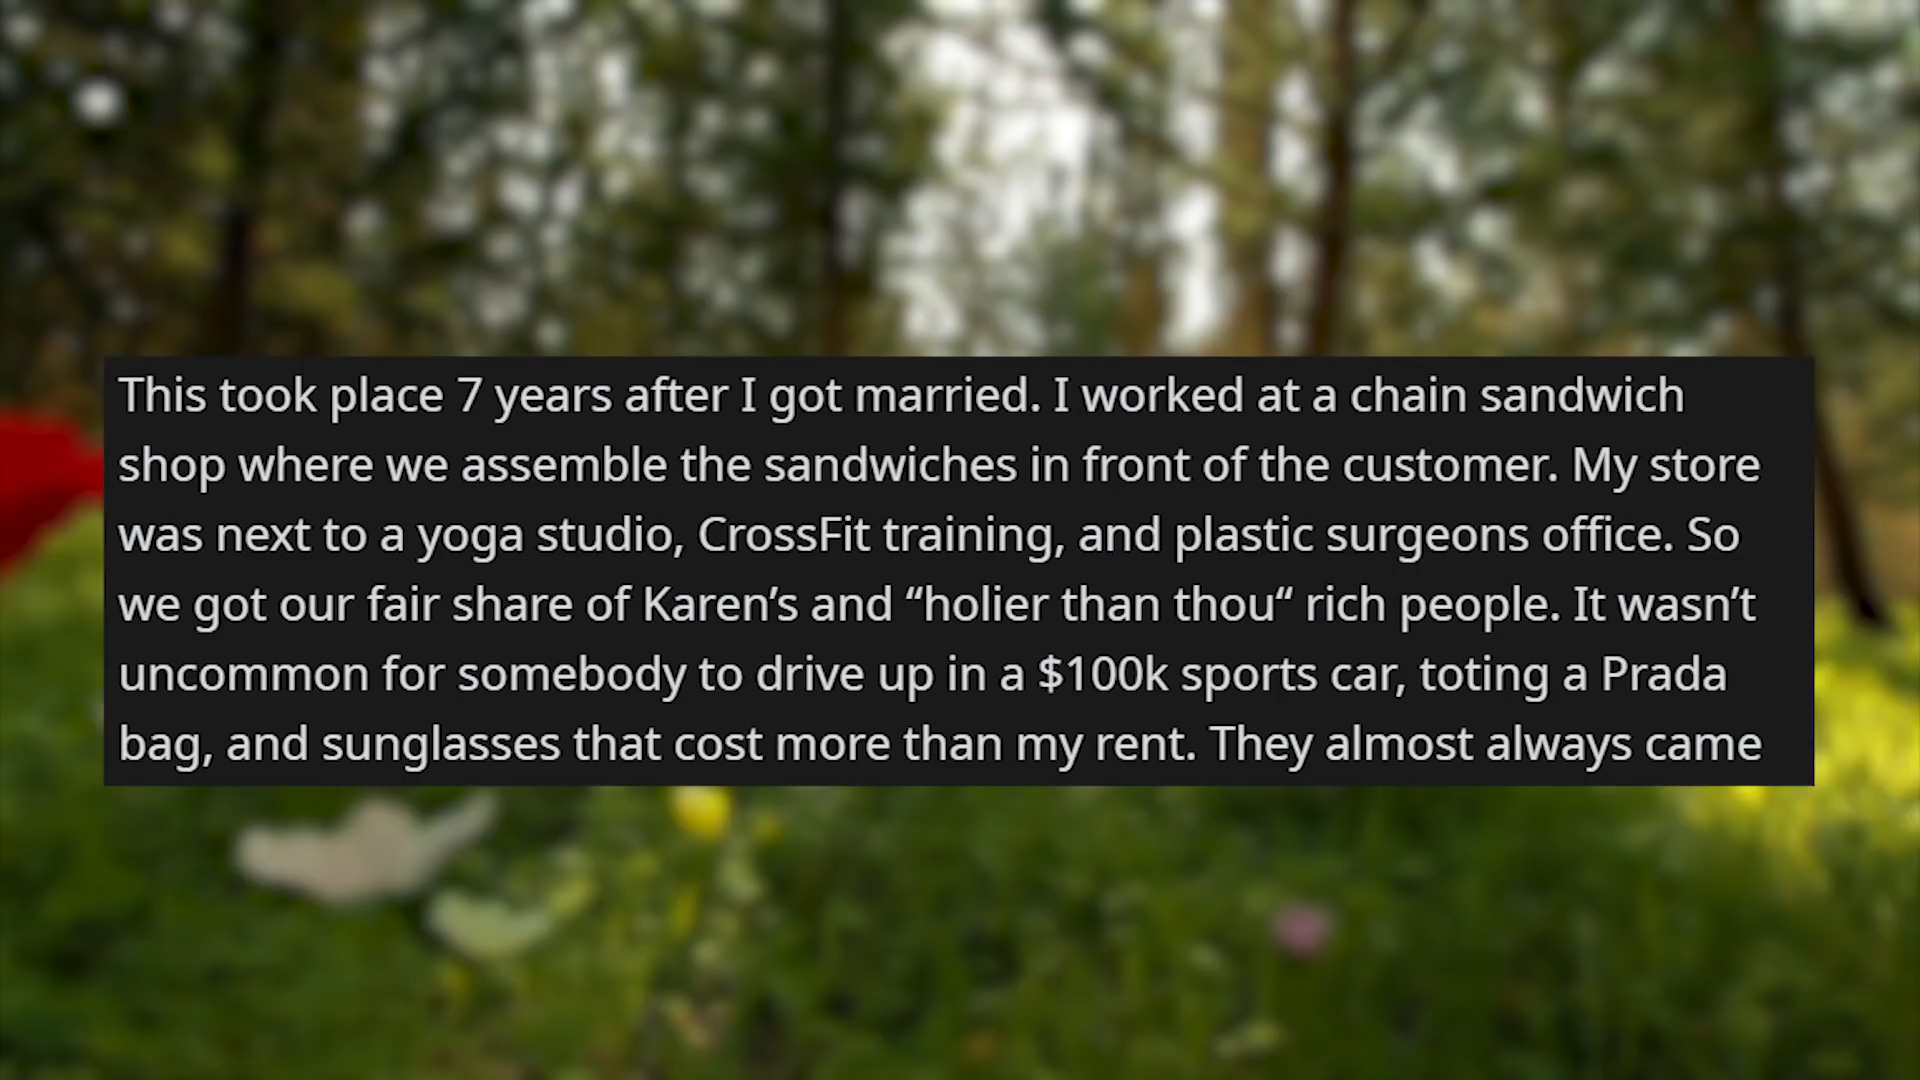 This took place 7 years after I got married. I worked at a chain sandwich
shop where we assemble the sandwiches in front of the customer. My store
was next to a yoga studio, CrossFit training, and plastic surgeons office. So
we got our fair share of Karen’s and “holier than thou“ rich people. It wasn’t
uncommon for somebody to drive up in a $100k sports car, toting a Prada
bag, and sunglasses that cost more than my rent. They almost always came